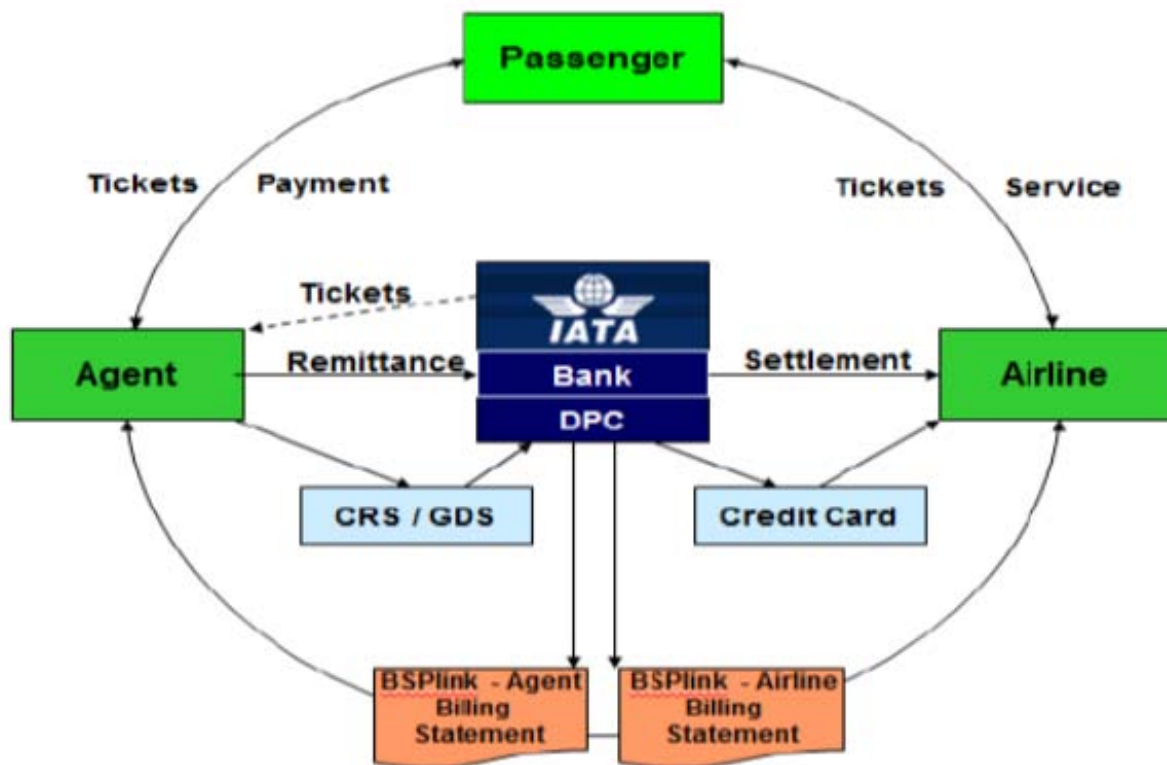 Passenger
Tickets Payment
Tickets Service
Tickets
IATA
Agent
Remittance
Bank
Settlement
Airline
DPC
CRS / GDS
Credit Card
BSPlink - Agent
Billing
Statement
BSPlink - Airline
Billing
Statement